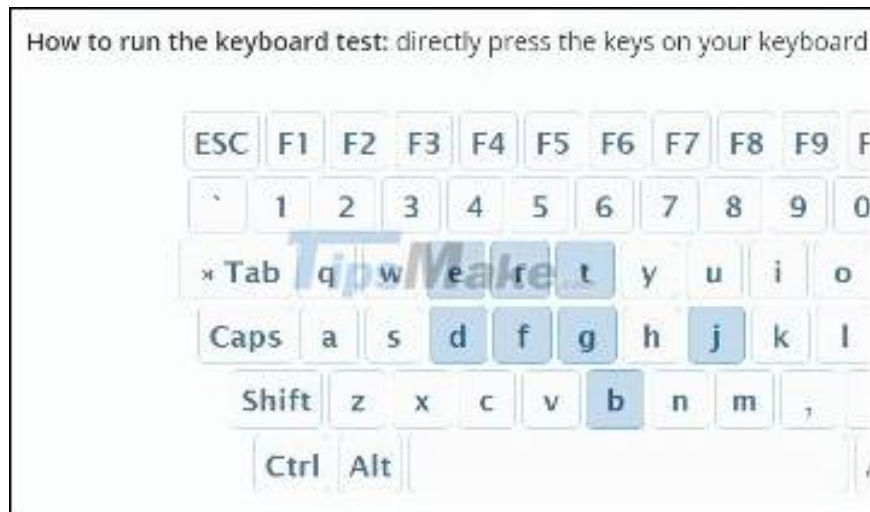 How to run the keyboard test: directly press the keys on your keyboard
ESC F1 F2 F3 F4 F5 F6 F7 F8 F9 F
` 1 2 3 4 5 6 7 8 9 0
Tab q w e r t y u i o
TipsMake
Caps a s d f g h j k l
Shift z x c v b n m ,
Ctrl Alt